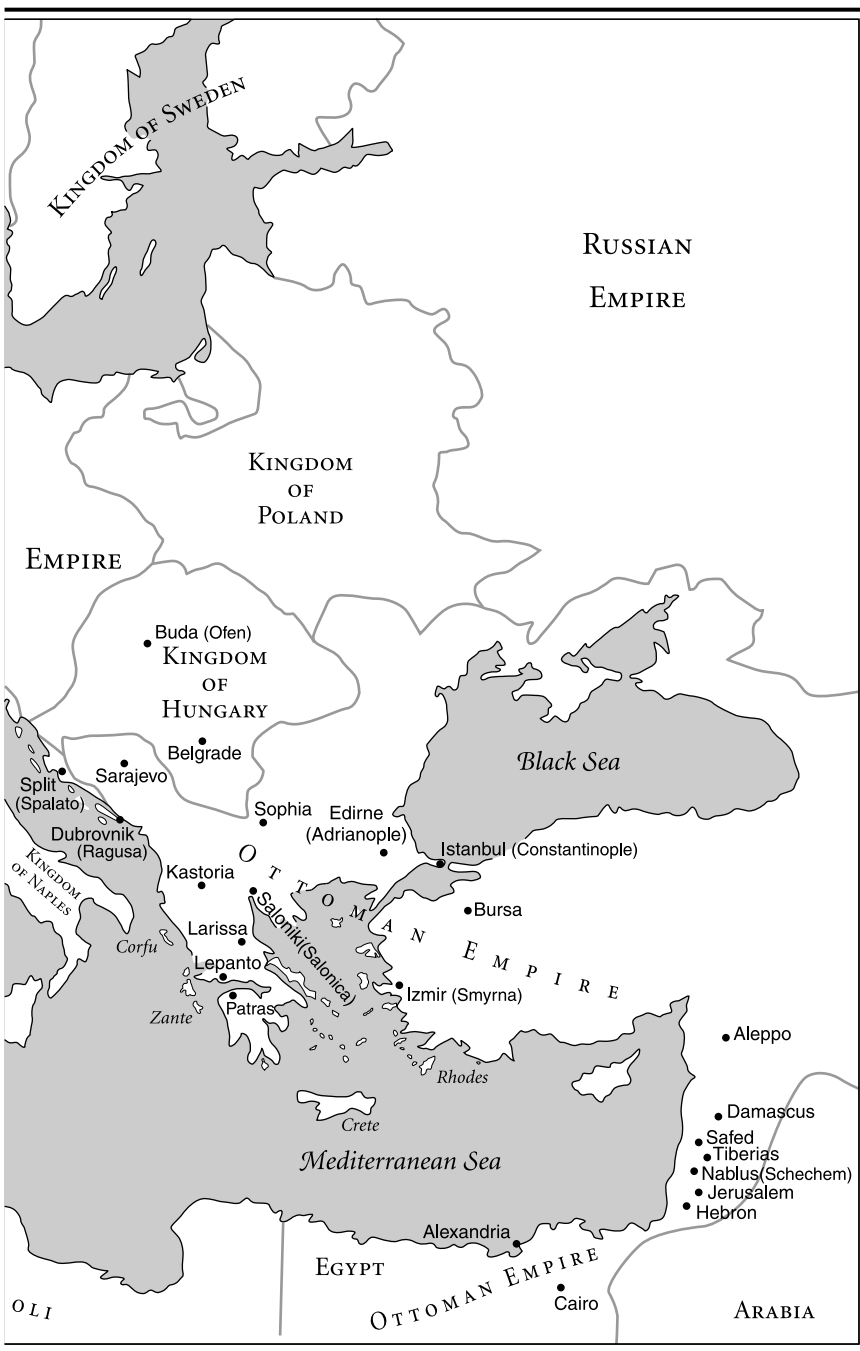 KINGDOM OF SWEDEN
RUSSIAN
EMPIRE
KINGDOM
OF
POLAND
EMPIRE
Buda (Ofen)
KINGDOM
OF
HUNGARY
Belgrade
Sarajevo
Split
(Spalato)
Dubrovnik
(Ragusa)
Black Sea
Sophia
Edirne
(Adrianople)
Istanbul (Constantinople)
KINGDOM
OF NAPLES
Kastoria
OTTOMAN EMPIRE
Saloniki(Salonica)
Bursa
Larissa
Corfu
Lepanto
Izmir (Smyrna)
Patras
Zante
Rhodes
Aleppo
Crete
Damascus
Mediterranean Sea
Safed
Tiberias
Nablus(Schechem)
Jerusalem
Hebron
Alexandria
EGYPT
OTTOMAN EMPIRE
Cairo
ARABIA
OLI